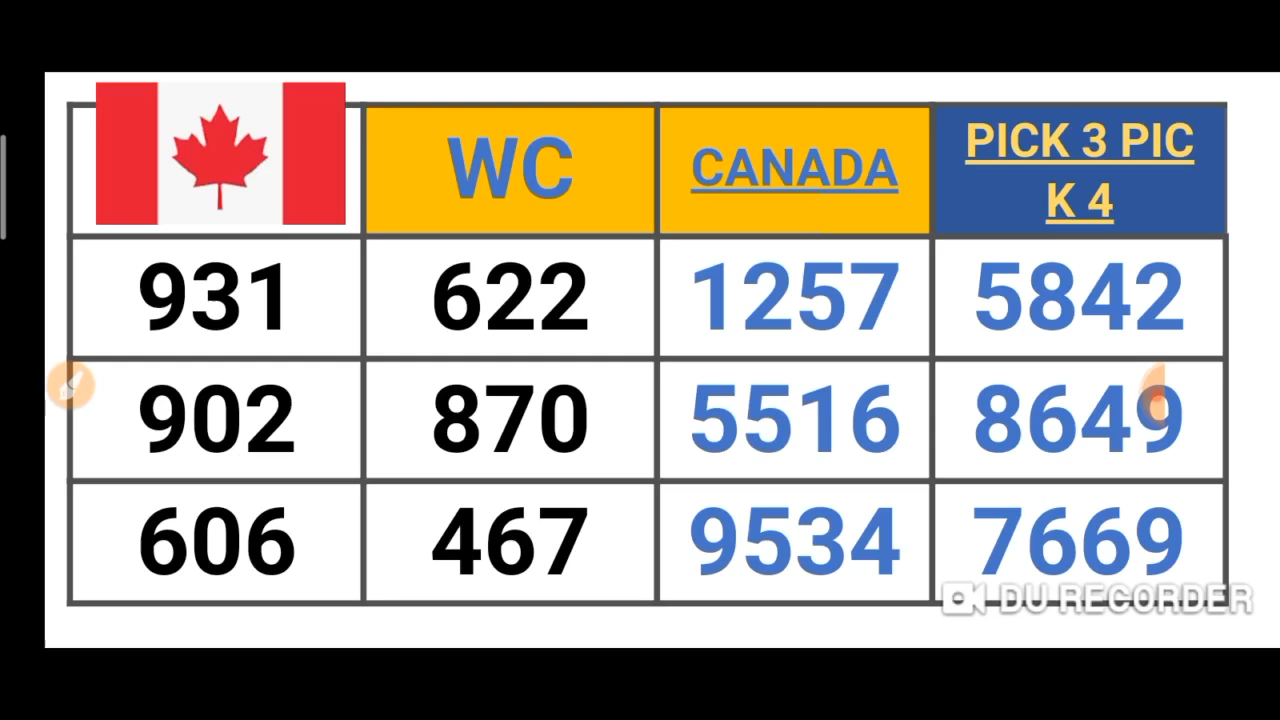 WC
CANADA
PICK 3 PIC
K 4
931 622 1257 5842
902 870 5516 8649
606 467 9534 7669
DU RECORDER